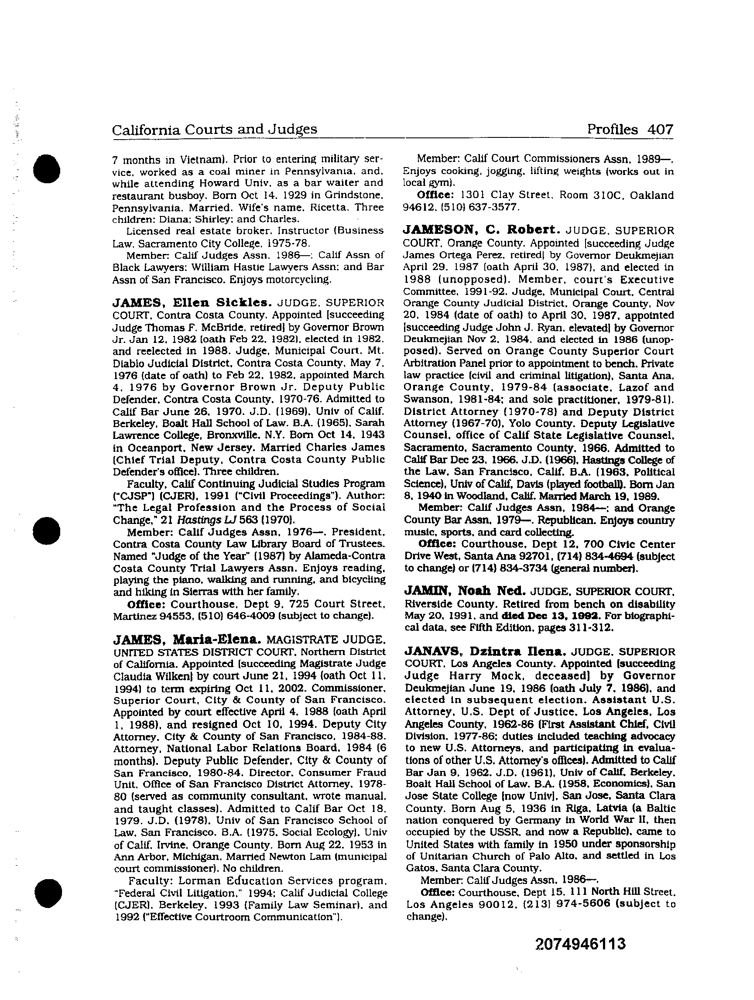 California Courts and Judges
Profiles 407
7 months in Vietnam). Prior to entering military ser-
vice, worked as a coal miner in Pennsylvania, and,
while attending Howard Univ, as a bar waiter and
restaurant busboy. Born Oct 14, 1929 in Grindstone,
Pennsylvania. Married. Wife's name, Ricetta. Three
children: Diana; Shirley; and Charles.
Licensed real estate broker. Instructor (Business
Law, Sacramento City College, 1975-78.
Member: Calif Judges Assn, 1986—; Calif Assn of
Black Lawyers; William Hastie Lawyers Assn; and Bar
Assn of San Francisco. Enjoys motorcycling.
JAMES, Ellen Sickles. JUDGE, SUPERIOR
COURT, Contra Costa County. Appointed [succeeding
Judge Thomas F. McBride, retired] by Governor Brown
Jr. Jan 12, 1982 (oath Feb 22, 1982), elected in 1982,
and reelected in 1988. Judge, Municipal Court, Mt.
Diablo Judicial District, Contra Costa County, May 7,
1976 (date of oath) to Feb 22, 1982, appointed March
4, 1976 by Governor Brown Jr. Deputy Public
Defender, Contra Costa County, 1970-76. Admitted to
Calif Bar June 26, 1970. J.D. (1969), Univ of Calif,
Berkeley, Boalt Hall School of Law. B.A. (1965), Sarah
Lawrence College, Bronxville, N.Y. Born Oct 14, 1943
in Oceanport, New Jersey. Married Charles James
(Chief Trial Deputy, Contra Costa County Public
Defender's office). Three children.
Faculty, Calif Continuing Judicial Studies Program
("CJSP") (CJER), 1991 ("Civil Proceedings"). Author:
"The Legal Profession and the Process of Social
Change," 21 Hastings LJ 563 (1970).
Member: Calif Judges Assn, 1976—. President,
Contra Costa County Law Library Board of Trustees.
Named "Judge of the Year" (1987) by Alameda-Contra
Costa County Trial Lawyers Assn. Enjoys reading,
playing the piano, walking and running, and bicycling
and hiking in Sierras with her family.
Office: Courthouse, Dept 9, 725 Court Street,
Martinez 94553, (510) 646-4009 (subject to change).
JAMES, Maria-Elena. MAGISTRATE JUDGE,
UNITED STATES DISTRICT COURT, Northern District
of California. Appointed [succeeding Magistrate Judge
Claudia Wilken] by court June 21, 1994 (oath Oct 11,
1994) to term expiring Oct 11, 2002. Commissioner,
Superior Court, City & County of San Francisco.
Appointed by court effective April 4, 1988 (oath April
1, 1988), and resigned Oct 10, 1994. Deputy City
Attorney, City & County of San Francisco, 1984-88.
Attorney, National Labor Relations Board, 1984 (6
months). Deputy Public Defender, City & County of
San Francisco, 1980-84. Director, Consumer Fraud
Unit, Office of San Francisco District Attorney, 1978-
80 (served as community consultant, wrote manual,
and taught classes). Admitted to Calif Bar Oct 18,
1979. J.D. (1978), Univ of San Francisco School of
Law, San Francisco. B.A. (1975, Social Ecology), Univ
of Calif, Irvine, Orange County. Born Aug 22, 1953 in
Ann Arbor, Michigan. Married Newton Lam (municipal
court commissioner). No children.
Faculty: Lorman Education Services program,
"Federal Civil Litigation," 1994; Calif Judicial College
(CJER), Berkeley, 1993 (Family Law Seminar), and
1992 ("Effective Courtroom Communication").
Member: Calif Court Commissioners Assn, 1989—.
Enjoys cooking, jogging, lifting weights (works out in
local gym).
Office: 1301 Clay Street, Room 310C, Oakland
94612, (510) 637-3577.
JAMESON, C. Robert. JUDGE, SUPERIOR
COURT, Orange County. Appointed [succeeding Judge
James Ortega Perez, retired] by Governor Deukmejian
April 29, 1987 (oath April 30, 1987), and elected in
1988 (unopposed). Member, court's Executive
Committee, 1991-92. Judge, Municipal Court, Central
Orange County Judicial District, Orange County, Nov
20, 1984 (date of oath) to April 30, 1987, appointed
[succeeding Judge John J. Ryan, elevated] by Governor
Deukmejian Nov 2, 1984, and elected in 1986 (unop-
posed). Served on Orange County Superior Court
Arbitration Panel prior to appointment to bench. Private
law practice (civil and criminal litigation), Santa Ana,
Orange County, 1979-84 (associate, Lazof and
Swanson, 1981-84; and sole practitioner, 1979-81).
District Attorney (1970-78) and Deputy District
Attorney (1967-70), Yolo County. Deputy Legislative
Counsel, office of Calif State Legislative Counsel,
Sacramento, Sacramento County, 1966. Admitted to
Calif Bar Dec 23, 1966. J.D. (1966), Hastings College of
the Law, San Francisco, Calif. B.A. (1963, Political
Science), Univ of Calif, Davis (played football). Born Jan
8, 1940 in Woodland, Calif. Married March 19, 1989.
Member: Calif Judges Assn, 1984—; and Orange
County Bar Assn, 1979—. Republican. Enjoys country
music, sports, and card collecting.
Office: Courthouse, Dept 12, 700 Civic Center
Drive West, Santa Ana 92701, (714) 834-4694 (subject
to change) or (714) 834-3734 (general number).
JAMIN, Noah Ned. JUDGE, SUPERIOR COURT,
Riverside County. Retired from bench on disability
May 20, 1991, and died Dec 13, 1992. For biographi-
cal data, see Fifth Edition, pages 311-312.
JANAVS, Dzintra Ilena. JUDGE, SUPERIOR
COURT, Los Angeles County. Appointed [succeeding
Judge Harry Mock, deceased] by Governor
Deukmejian June 19, 1986 (oath July 7, 1986), and
elected in subsequent election. Assistant U.S.
Attorney, U.S. Dept of Justice, Los Angeles, Los
Angeles County, 1962-86 (First Assistant Chief, Civil
Division, 1977-86; duties included teaching advocacy
to new U.S. Attorneys, and participating in evalua-
tions of other U.S. Attorney's offices). Admitted to Calif
Bar Jan 9, 1962. J.D. (1961), Univ of Calif, Berkeley,
Boalt Hall School of Law. B.A. (1958, Economics), San
Jose State College [now Univ], San Jose, Santa Clara
County. Born Aug 5, 1936 in Riga, Latvia (a Baltic
nation conquered by Germany in World War II, then
occupied by the USSR, and now a Republic), came to
United States with family in 1950 under sponsorship
of Unitarian Church of Palo Alto, and settled in Los
Gatos, Santa Clara County.
Member: Calif Judges Assn, 1986—.
Office: Courthouse, Dept 15, 111 North Hill Street,
Los Angeles 90012, (213) 974-5606 (subject to
change).
2074946113